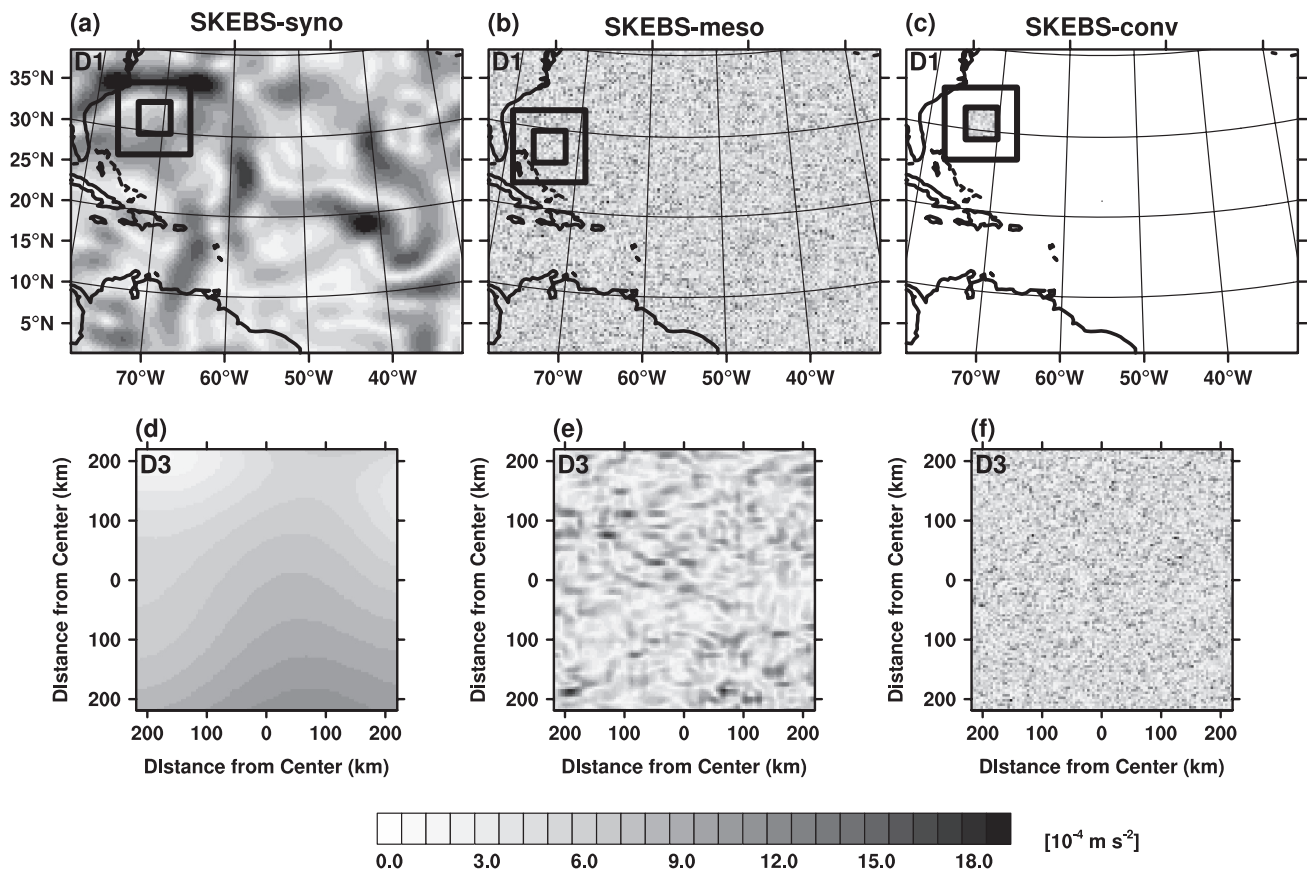 (a) SKEBS-syno (b) SKEBS-meso (c) SKEBS-conv
D1 D1 D1
35°N
30°N
25°N
20°N
15°N
10°N
5°N
70°W 60°W 50°W 40°W 70°W 60°W 50°W 40°W 70°W 60°W 50°W 40°W
(d) (e) (f)
D3 D3 D3
Distance from Center (km)
200
100
0
100
200
200 100 0 100 200
DIstance from Center (km)
Distance from Center (km)
200
100
0
100
200
200 100 0 100 200
DIstance from Center (km)
Distance from Center (km)
200
100
0
100
200
200 100 0 100 200
DIstance from Center (km)
0.0 3.0 6.0 9.0 12.0 15.0 18.0
[10⁻⁴ m s⁻²]